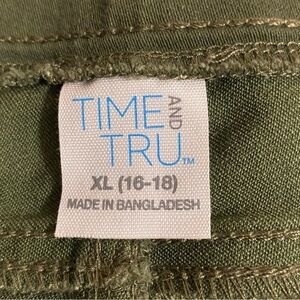 TIME AND
TRU™
XL (16-18)
MADE IN BANGLADESH